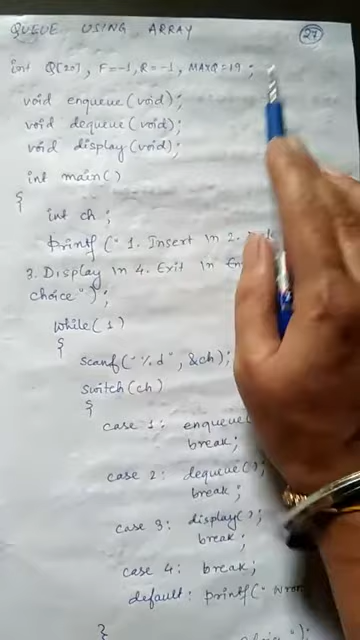 QUEUE USING ARRAY
27
int Q[20], F=-1, R=-1, MAXQ=19;
void enqueue(void);
void dequeue(void);
void display(void);
int main()
{
int ch;
printf(" 1. Insert \n 2.
3. Display \n 4. Exit \n
choice");
while(1)
{
scanf("%d", &ch);
switch(ch)
{
case 1: enqueue
break;
case 2: dequeue();
break;
case 3: display();
break;
case 4: break;
default: printf("
}
");